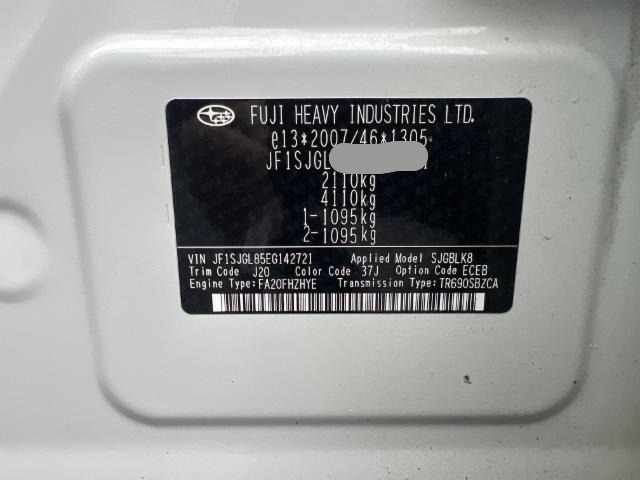 FUJI HEAVY INDUSTRIES LTD.
e13*2007/46*1305
JF1SJGL
2110kg
4110kg
1-1095kg
2-1095kg
VIN JF1SJGL85EG142721 Applied Model SJGBLK8
Trim Code J20 Color Code 37J Option Code ECEB
Engine Type:FA20FHZHYE Transmission Type:TR690SBZCA